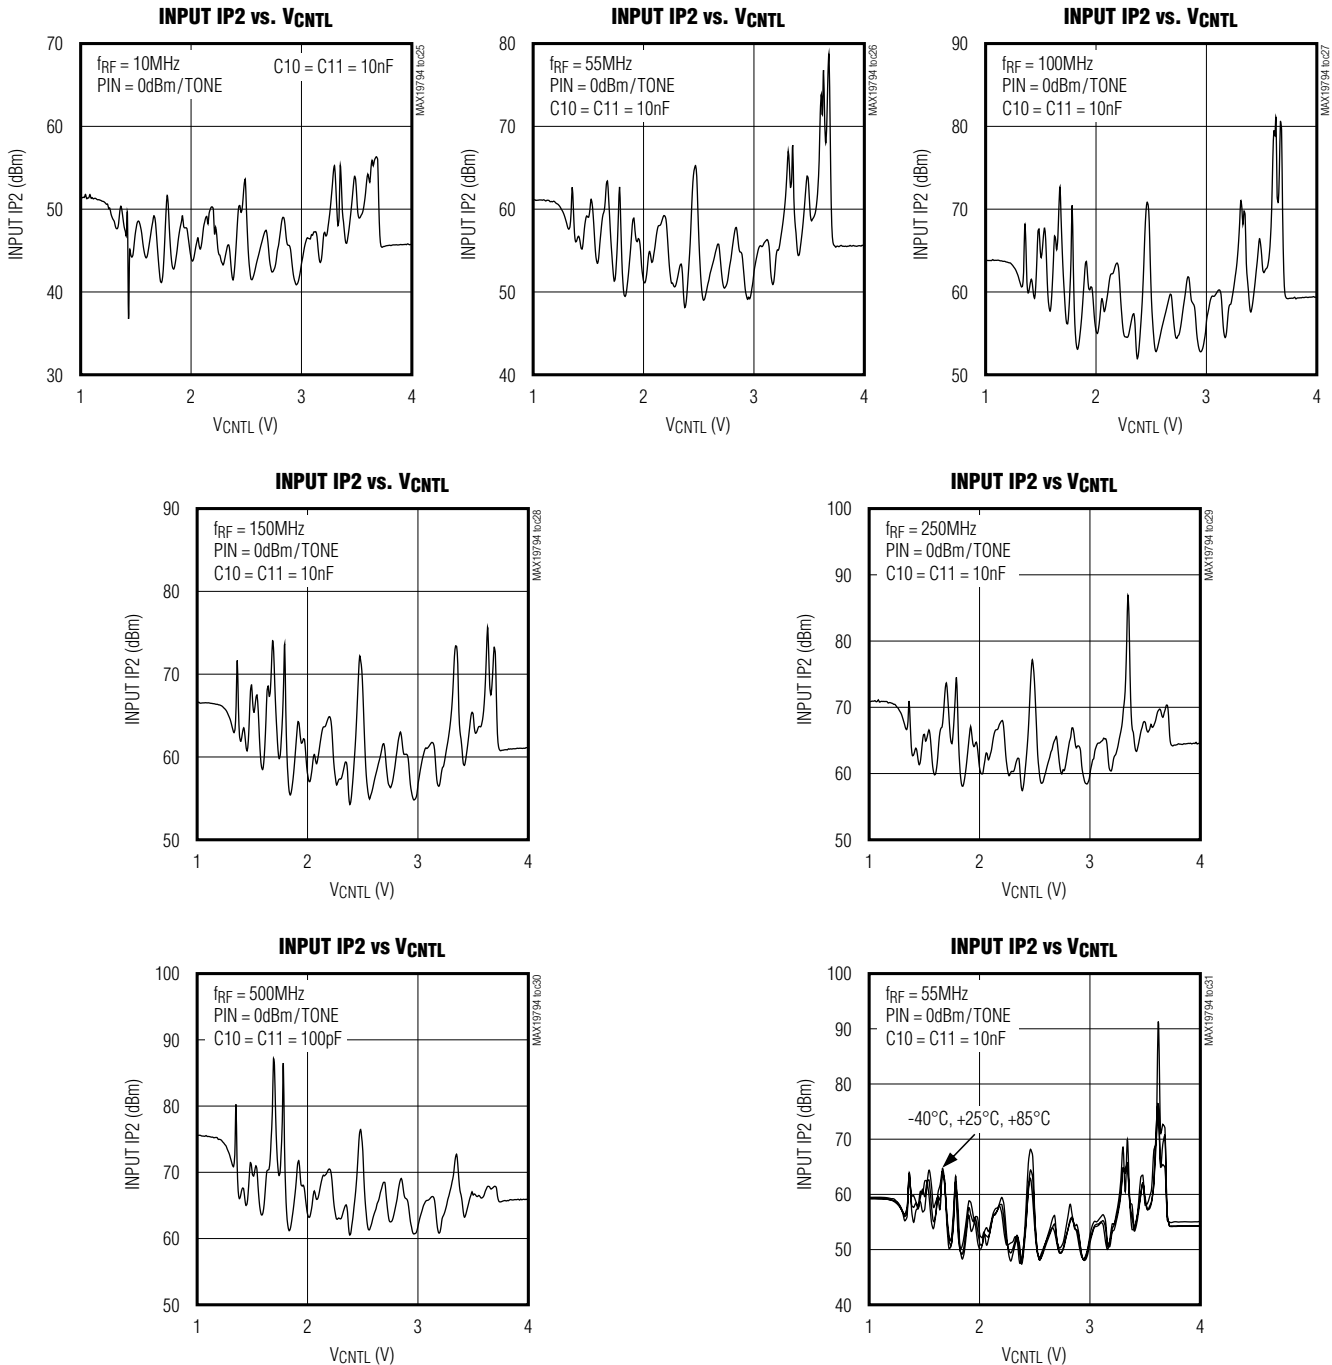 INPUT IP2 vs. VCNTL
fRF = 10MHz
PIN = 0dBm/TONE
C10 = C11 = 10nF
MAX19794 toc25
INPUT IP2 (dBm)
70
60
50
40
30
1 2 3 4
VCNTL (V)
INPUT IP2 vs. VCNTL
fRF = 55MHz
PIN = 0dBm/TONE
C10 = C11 = 10nF
MAX19794 toc26
INPUT IP2 (dBm)
80
70
60
50
40
1 2 3 4
VCNTL (V)
INPUT IP2 vs. VCNTL
fRF = 100MHz
PIN = 0dBm/TONE
C10 = C11 = 10nF
MAX19794 toc27
INPUT IP2 (dBm)
90
80
70
60
50
1 2 3 4
VCNTL (V)
INPUT IP2 vs. VCNTL
fRF = 150MHz
PIN = 0dBm/TONE
C10 = C11 = 10nF
MAX19794 toc28
INPUT IP2 (dBm)
90
80
70
60
50
1 2 3 4
VCNTL (V)
INPUT IP2 vs VCNTL
fRF = 250MHz
PIN = 0dBm/TONE
C10 = C11 = 10nF
MAX19794 toc29
INPUT IP2 (dBm)
100
90
80
70
60
50
1 2 3 4
VCNTL (V)
INPUT IP2 vs VCNTL
fRF = 500MHz
PIN = 0dBm/TONE
C10 = C11 = 100pF
MAX19794 toc30
INPUT IP2 (dBm)
100
90
80
70
60
50
1 2 3 4
VCNTL (V)
INPUT IP2 vs VCNTL
fRF = 55MHz
PIN = 0dBm/TONE
C10 = C11 = 10nF
-40°C, +25°C, +85°C
MAX19794 toc31
INPUT IP2 (dBm)
100
90
80
70
60
50
40
1 2 3 4
VCNTL (V)